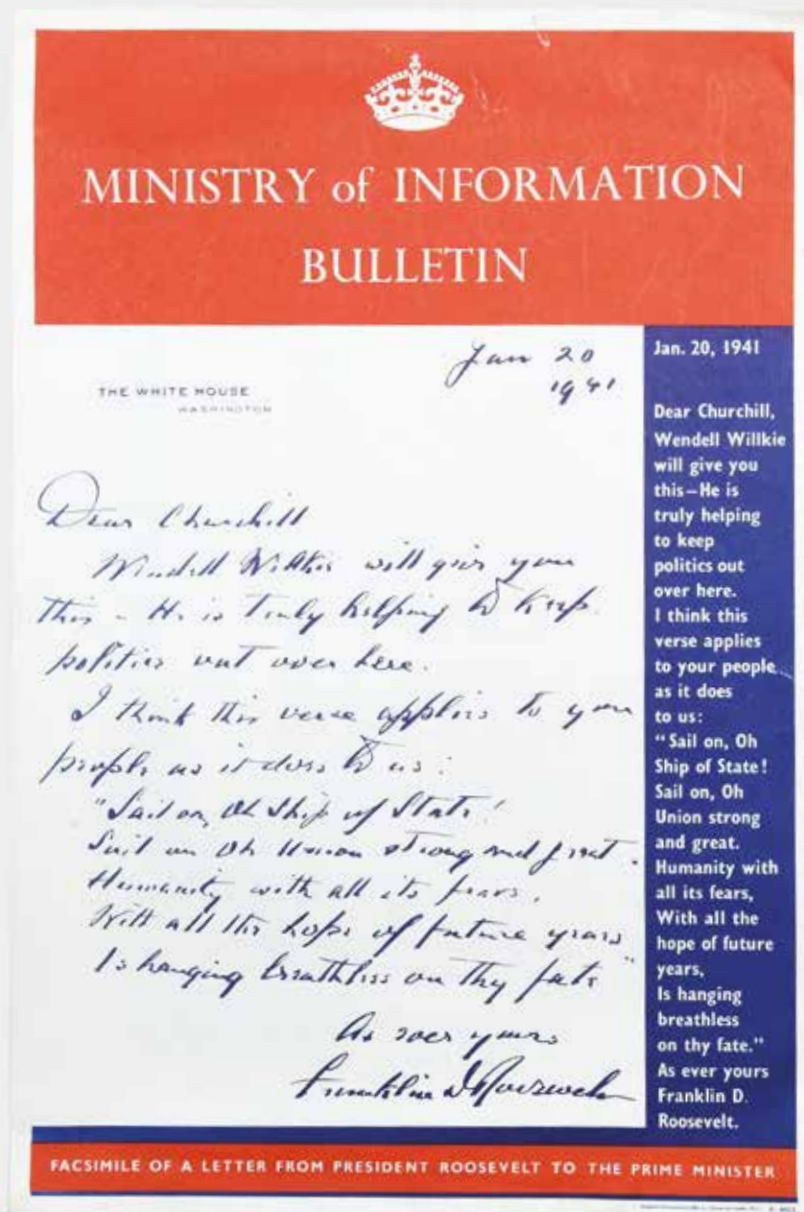 MINISTRY of INFORMATION
BULLETIN
Jan 20
1941
THE WHITE HOUSE
WASHINGTON
Dear Churchill
Wendell Willkie will give you
this - He is truly helping to keep
politics out over here.
I think this verse applies to your
people as it does to us:
"Sail on, Oh Ship of State!
Sail on Oh Union strong and great.
Humanity with all its fears,
With all the hope of future years
Is hanging breathless on thy fate"
As ever yours
Franklin D Roosevelt
Jan. 20, 1941
Dear Churchill,
Wendell Willkie
will give you
this—He is
truly helping
to keep
politics out
over here.
I think this
verse applies
to your people
as it does
to us:
"Sail on, Oh
Ship of State!
Sail on, Oh
Union strong
and great.
Humanity with
all its fears,
With all the
hope of future
years,
Is hanging
breathless
on thy fate."
As ever yours
Franklin D.
Roosevelt.
FACSIMILE OF A LETTER FROM PRESIDENT ROOSEVELT TO THE PRIME MINISTER